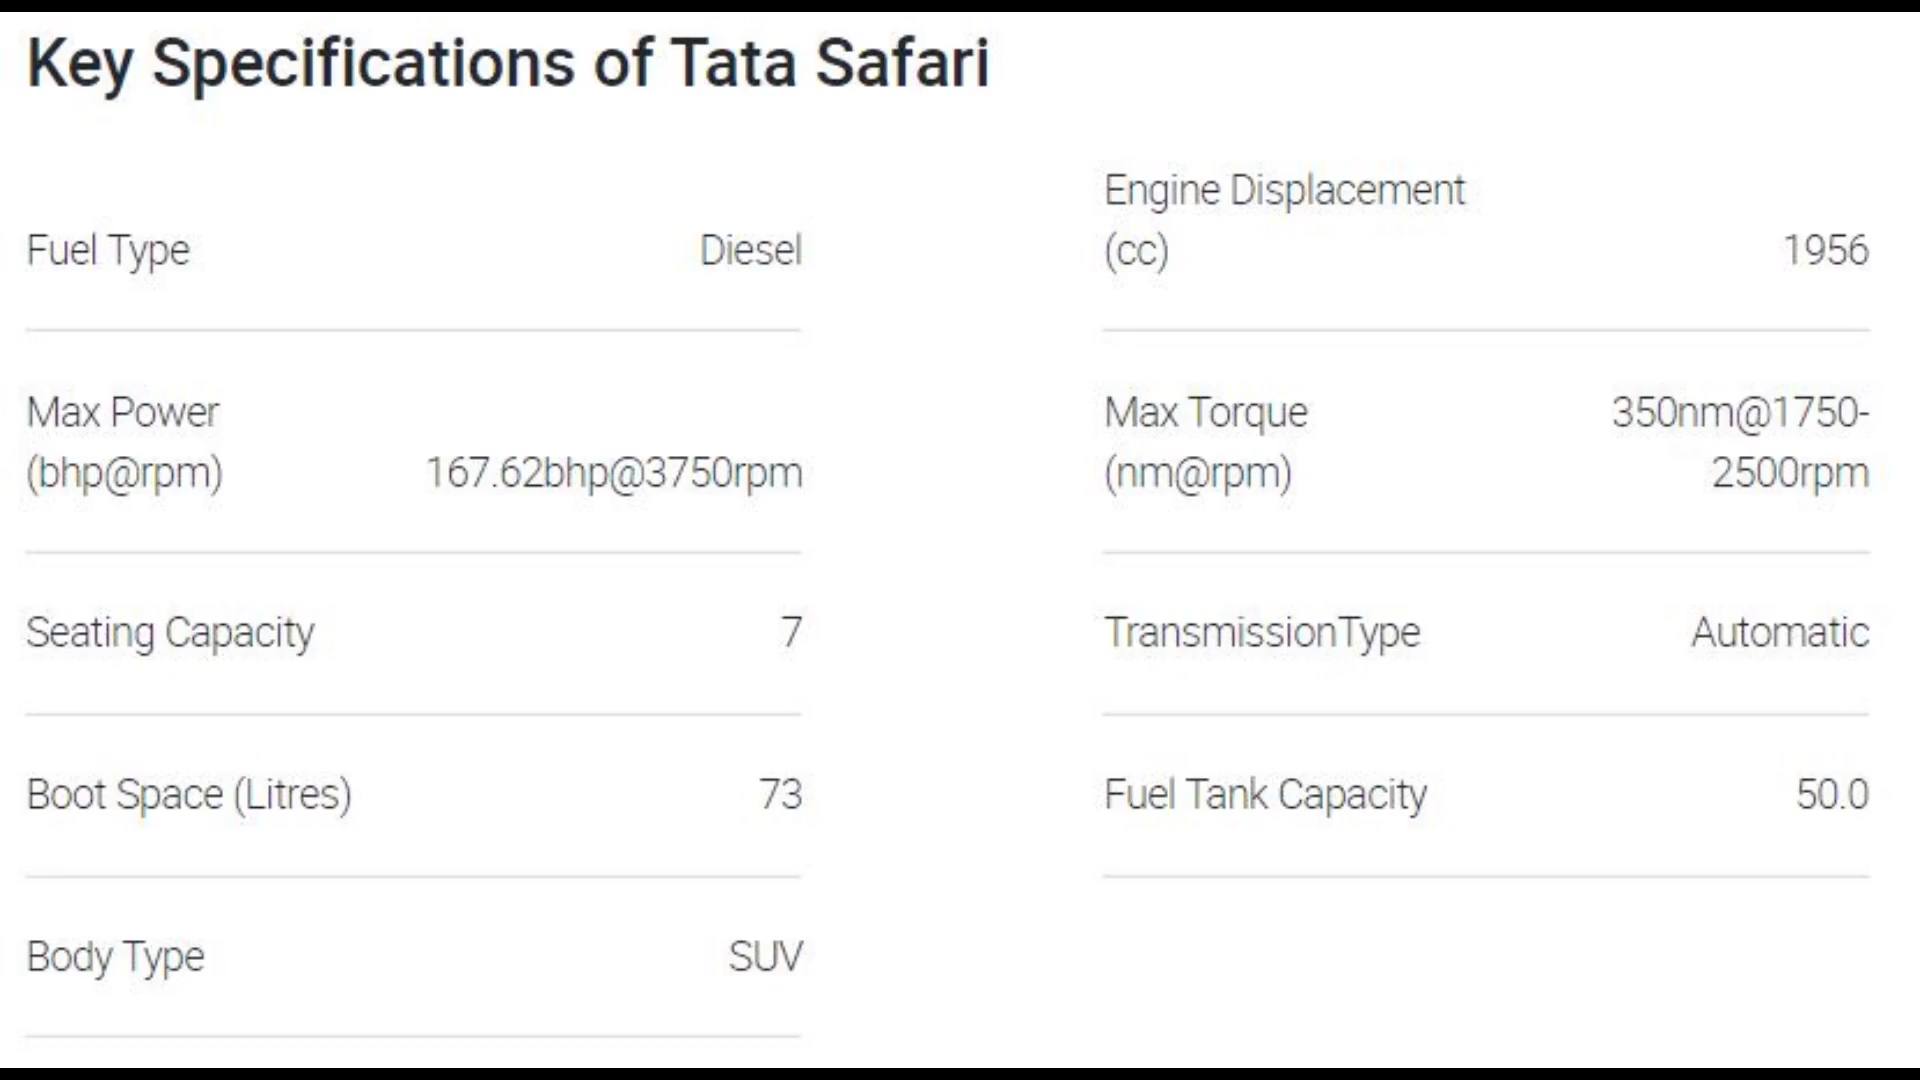 Key Specifications of Tata Safari
Fuel Type
Diesel
Engine Displacement
(cc)
1956
Max Power
(bhp@rpm)
167.62bhp@3750rpm
Max Torque
(nm@rpm)
350nm@1750-
2500rpm
Seating Capacity
7
TransmissionType
Automatic
Boot Space (Litres)
73
Fuel Tank Capacity
50.0
Body Type
SUV